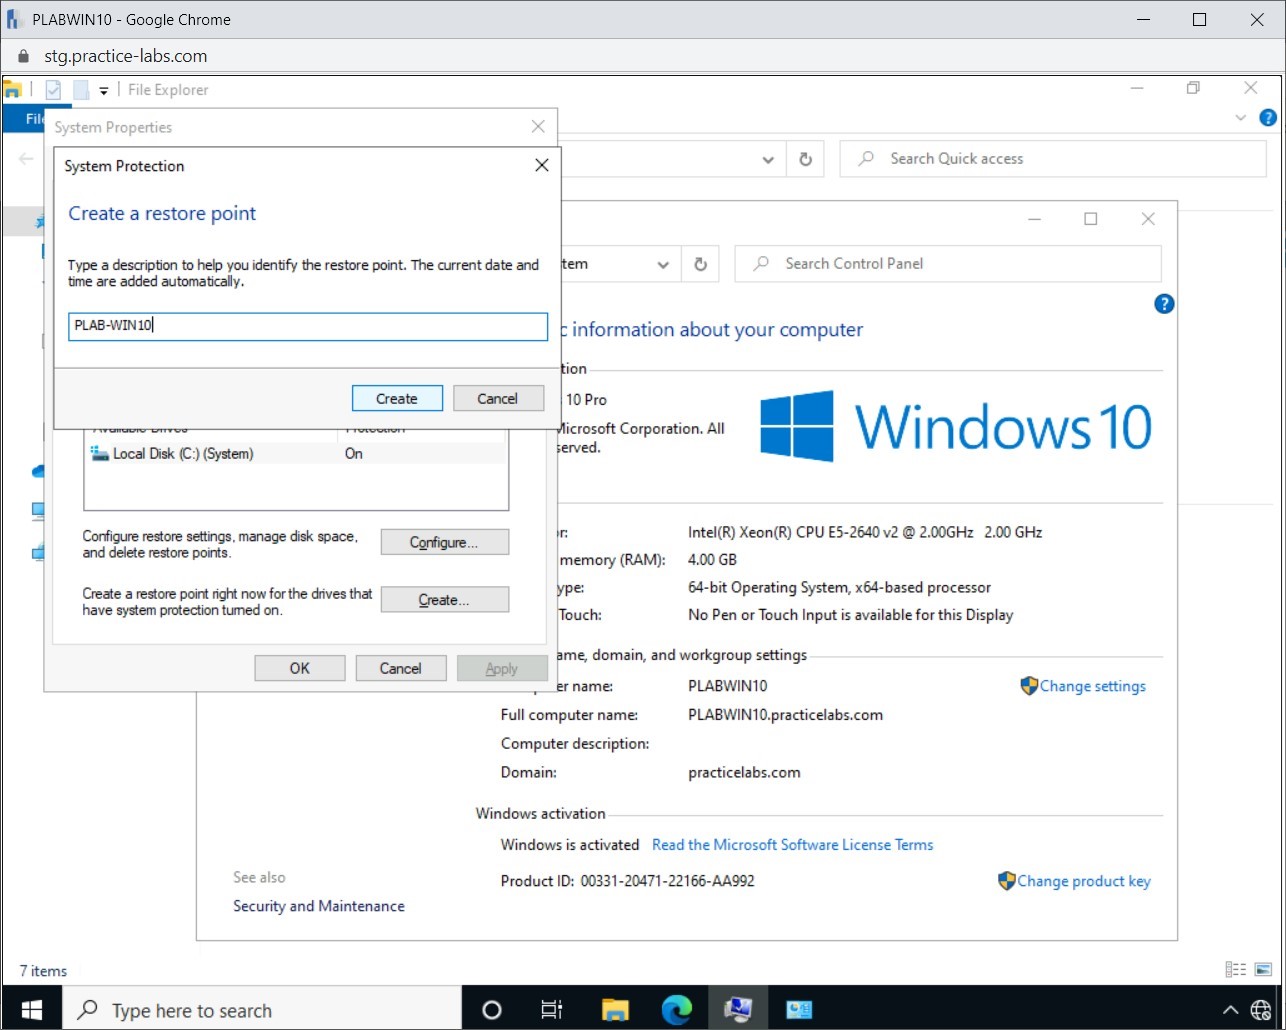 PLABWIN10 - Google Chrome
stg.practice-labs.com
File Explorer
File
System Properties
System Protection
Search Quick access
Create a restore point
Type a description to help you identify the restore point. The current date and
time are added automatically.
PLAB-WIN10
Create
Cancel
Available Drives
Protection
Local Disk (C:) (System)
On
Configure restore settings, manage disk space,
and delete restore points.
Configure...
Create a restore point right now for the drives that
have system protection turned on.
Create...
OK
Cancel
Apply
tem
Search Control Panel
c information about your computer
tion
10 Pro
Microsoft Corporation. All
served.
Windows 10
r:
Intel(R) Xeon(R) CPU E5-2640 v2 @ 2.00GHz 2.00 GHz
memory (RAM):
4.00 GB
ype:
64-bit Operating System, x64-based processor
Touch:
No Pen or Touch Input is available for this Display
ame, domain, and workgroup settings
er name:
PLABWIN10
Change settings
Full computer name:
PLABWIN10.practicelabs.com
Computer description:
Domain:
practicelabs.com
Windows activation
Windows is activated
Read the Microsoft Software License Terms
Product ID: 00331-20471-22166-AA992
Change product key
See also
Security and Maintenance
7 items
Type here to search